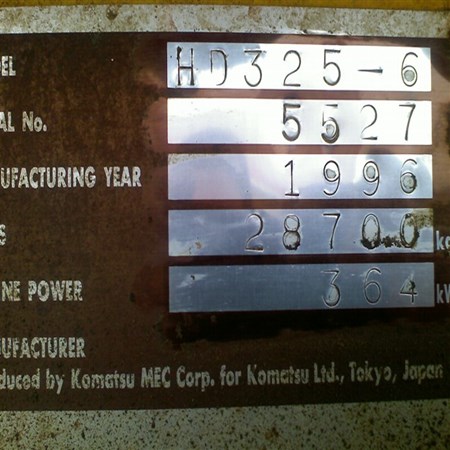 DEL HD325-6
AL No. 5527
UFACTURING YEAR 1996
S 28700 kg
NE POWER 364 kW
UFACTURER
duced by Komatsu MEC Corp. for Komatsu Ltd., Tokyo, Japan